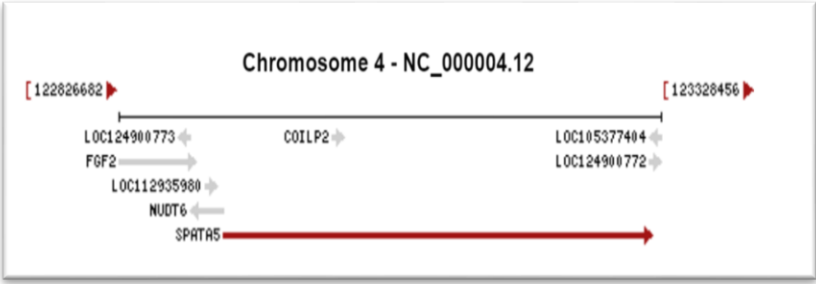 Chromosome 4 - NC_000004.12
[122826682 [123328456
LOC124900773 COILP2 LOC105377404
FGF2 LOC124900772
LOC112935980
NUDT6
SPATA5